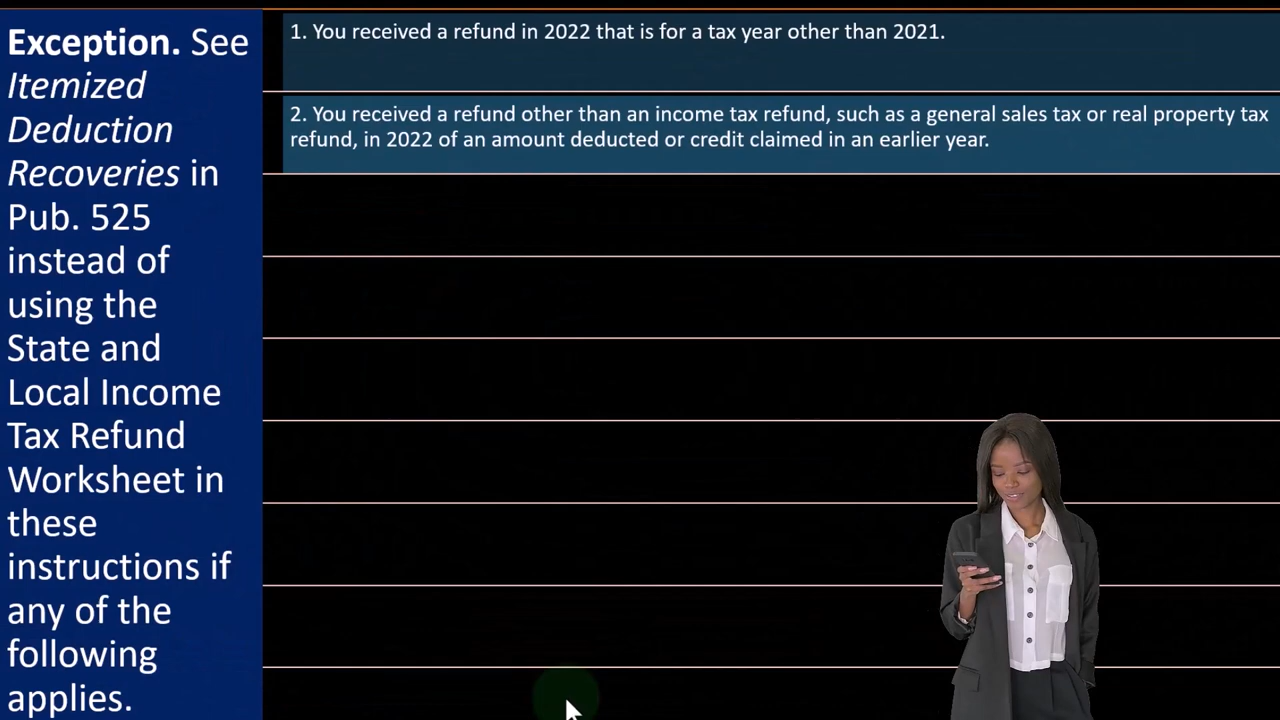 Exception. See
Itemized
Deduction
Recoveries in
Pub. 525
instead of
using the
State and
Local Income
Tax Refund
Worksheet in
these
instructions if
any of the
following
applies.
1. You received a refund in 2022 that is for a tax year other than 2021.
2. You received a refund other than an income tax refund, such as a general sales tax or real property tax
refund, in 2022 of an amount deducted or credit claimed in an earlier year.